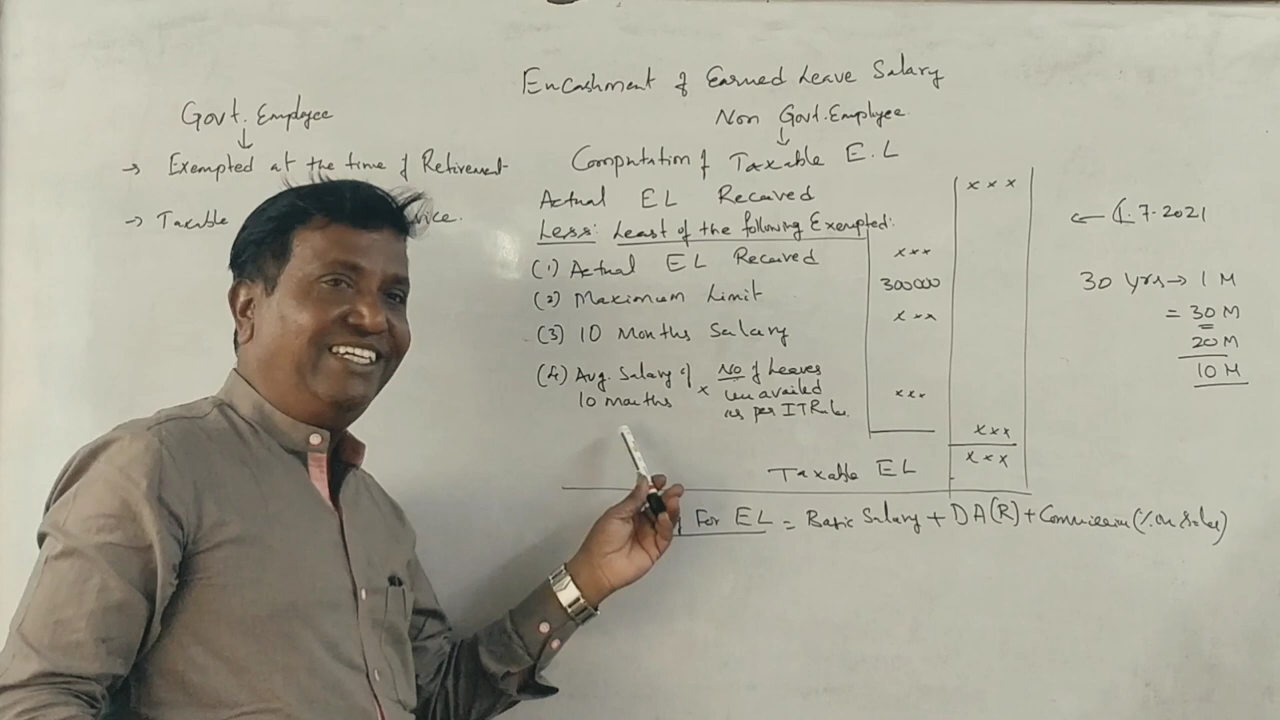 Encashment of Earned Leave Salary
Govt. Employee
→ Exempted at the time of Retirement
→ Taxable vice.
Non Govt. Employee
Computation of Taxable E.L
Actual EL Received xxx
Less: Least of the following Exempted:
(1) Actual EL Received xxx
(2) Maximum Limit 300000
(3) 10 Months Salary xxx
(4) Avg. Salary of 10 months × No of Leaves unavailed as per IT Rule. xxx
xxx
Taxable EL xxx
For EL = Basic Salary + DA(R) + Commission (% on Sales)
← 1.7.2021
30 yrs → 1 M
= 30 M
20 M
10 M